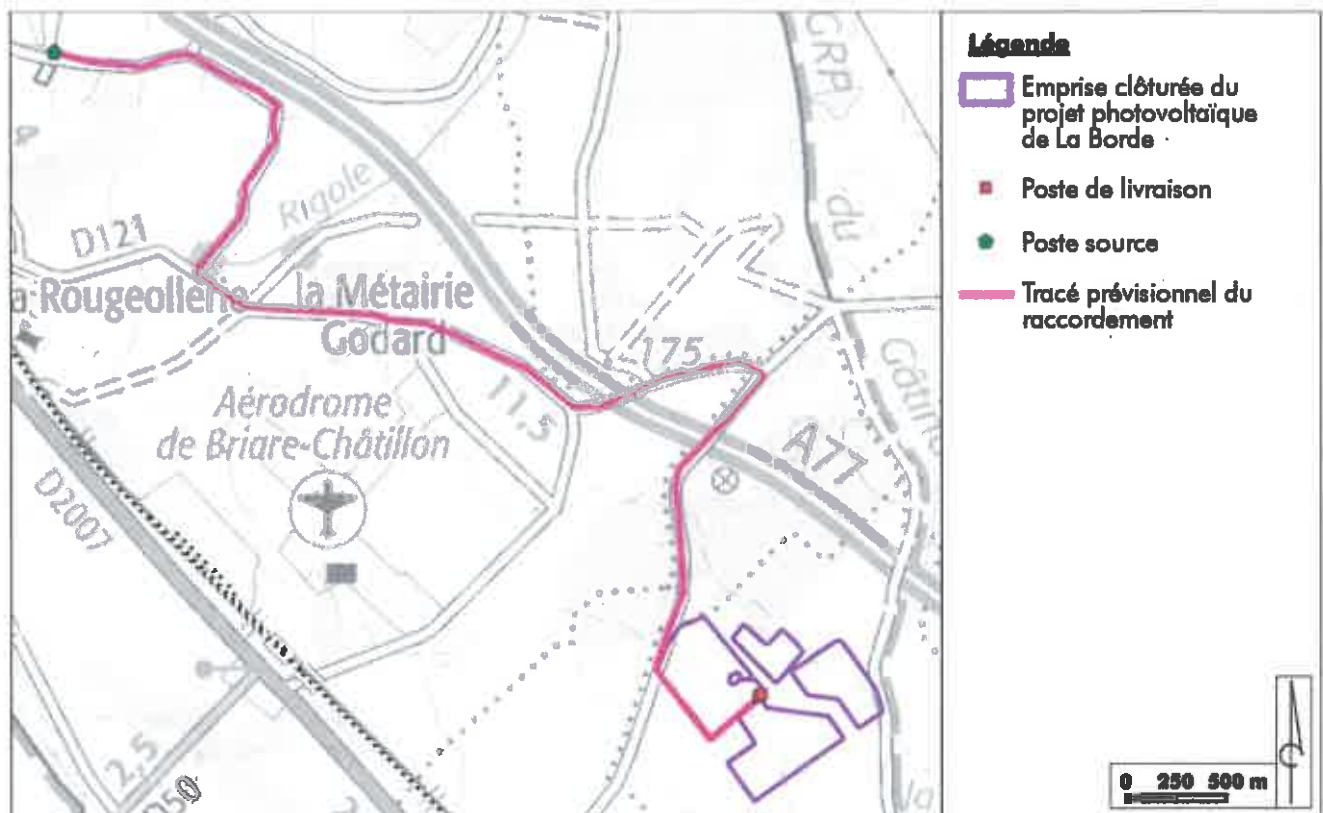 GRP
du
Gâtin
la
Rigole
D121
Rougeollerie
la Métairie
Godard
175
11,5
A77
Aérodrome
de Briare-Châtillon
D2007
2,5
Légende
Emprise clôturée du
projet photovoltaïque
de La Borde
Poste de livraison
Poste source
Tracé prévisionnel du
raccordement
0 250 500 m